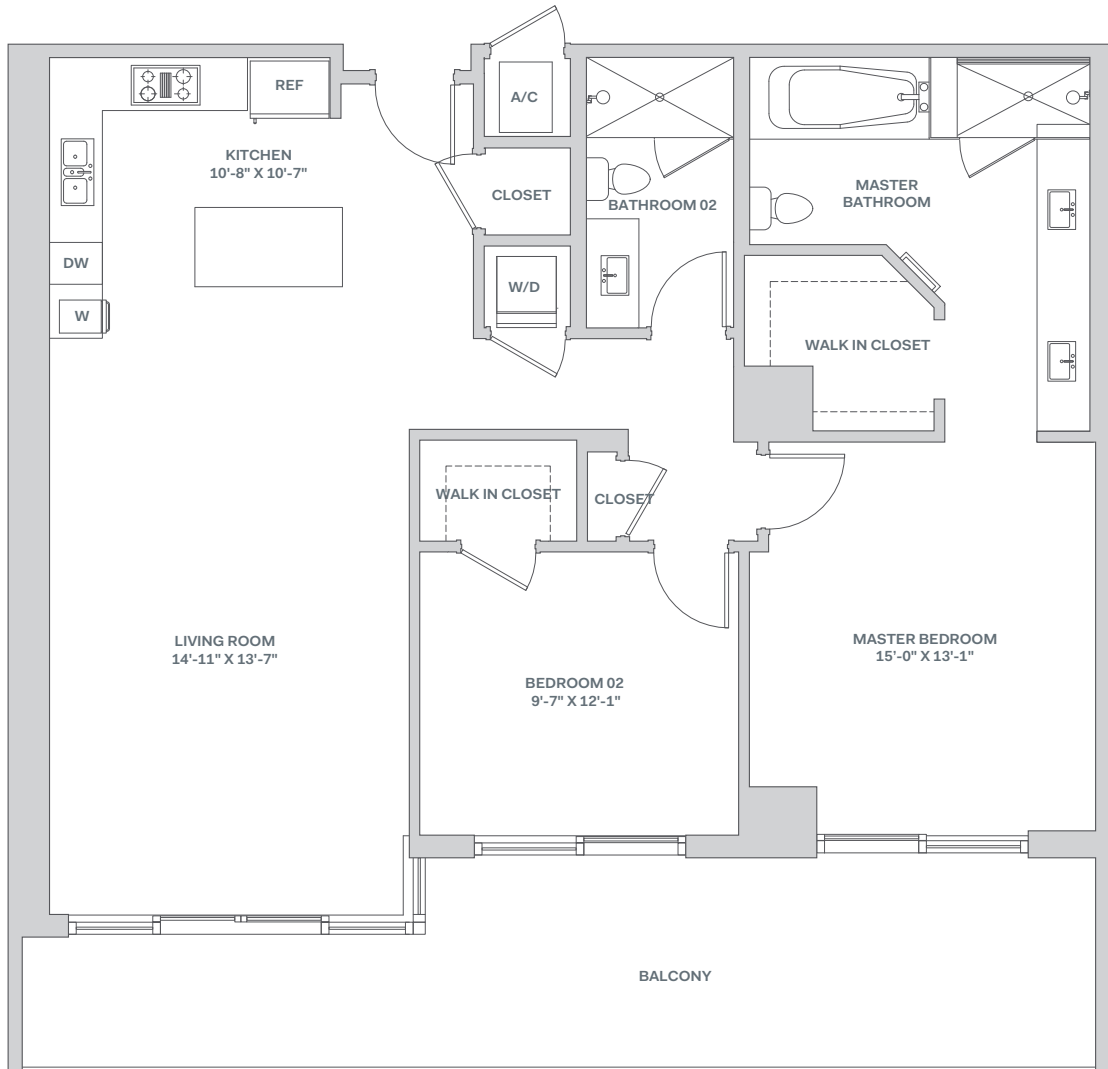 REF
A/C
KITCHEN
10'-8" X 10'-7"
CLOSET
BATHROOM 02
MASTER
BATHROOM
DW
W/D
W
WALK IN CLOSET
WALK IN CLOSET
CLOSET
LIVING ROOM
14'-11" X 13'-7"
MASTER BEDROOM
15'-0" X 13'-1"
BEDROOM 02
9'-7" X 12'-1"
BALCONY